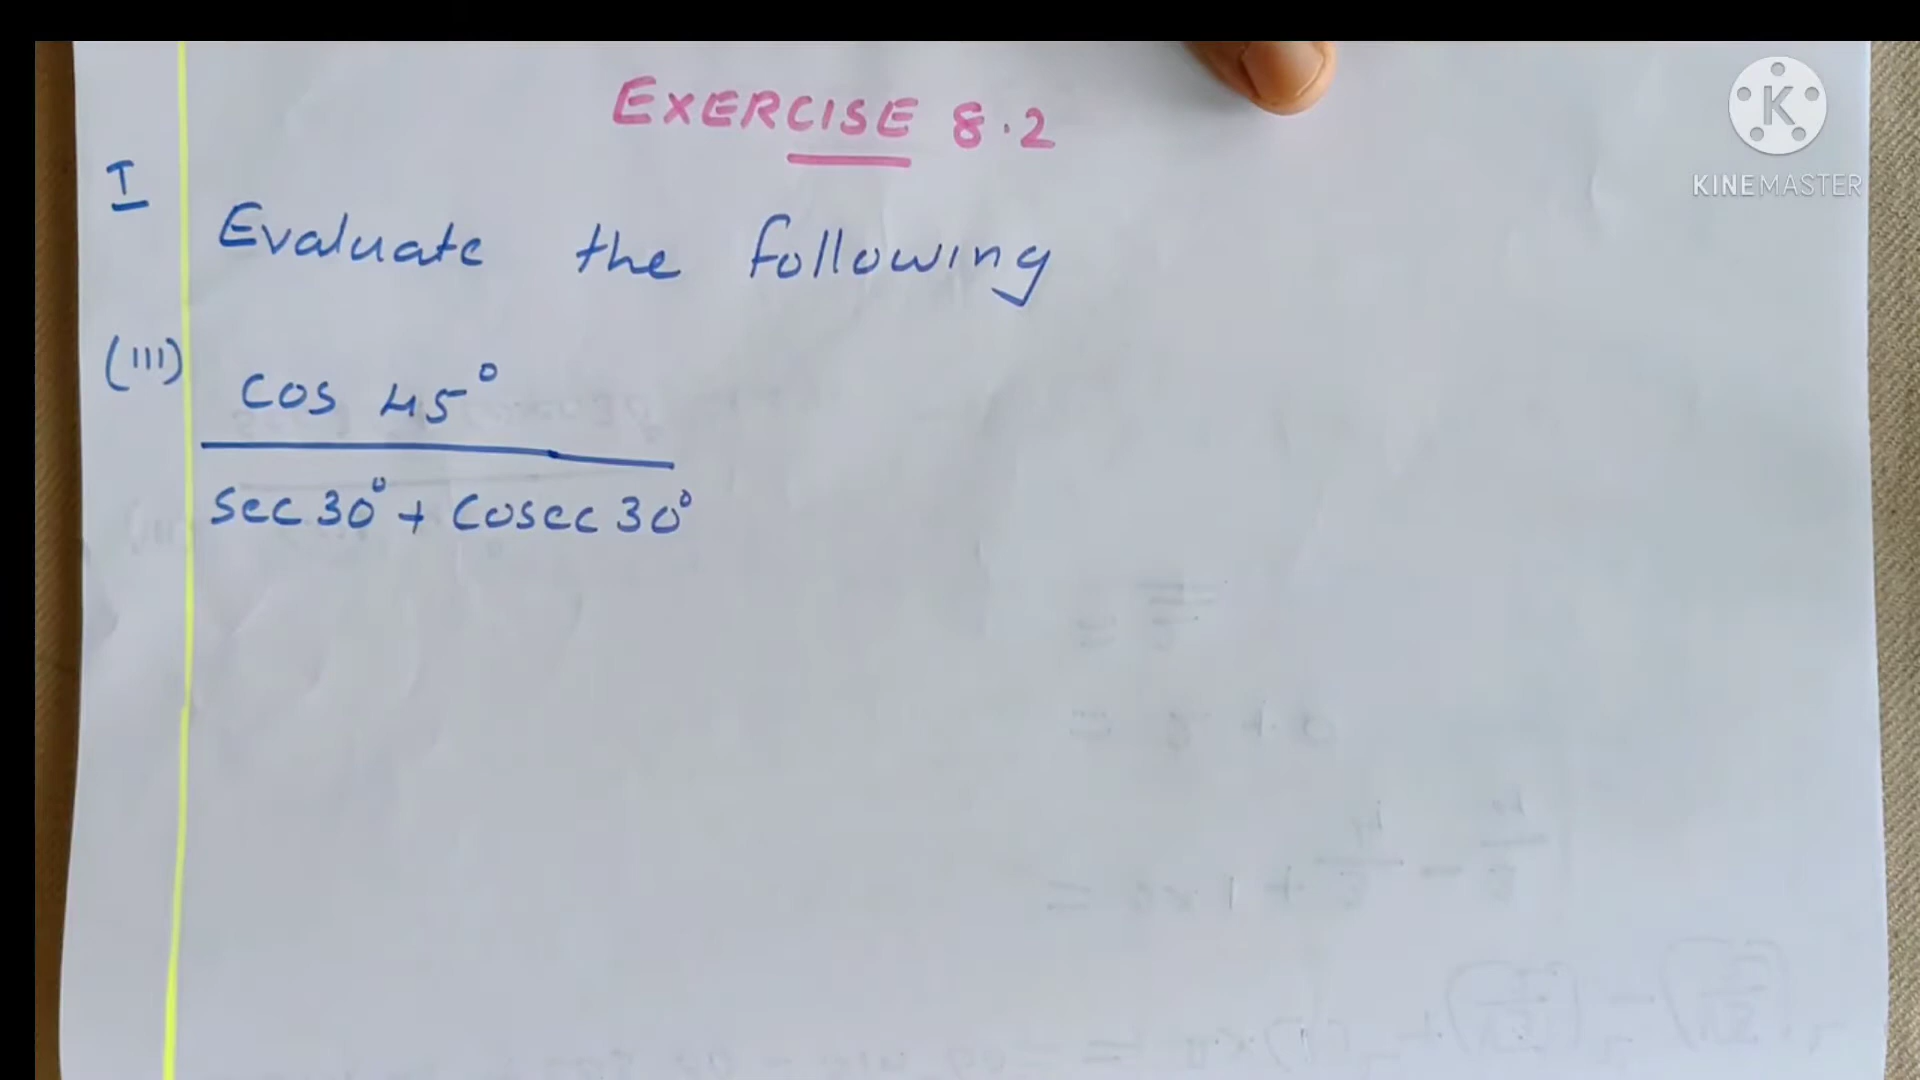 EXERCISE 8.2
I
Evaluate the following
(III)
cos 45°
sec 30° + cosec 30°
KINEMASTER